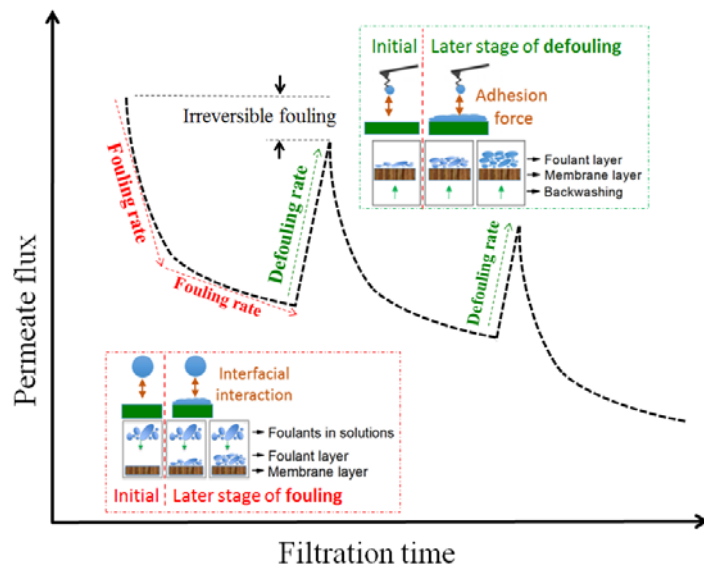 Initial
Later stage of defouling
Adhesion
force
Foulant layer
Membrane layer
Backwashing
Irreversible fouling
Fouling rate
Fouling rate
Defouling rate
Defouling rate
Permeate flux
Interfacial
interaction
Foulants in solutions
Foulant layer
Membrane layer
Initial
Later stage of fouling
Filtration time